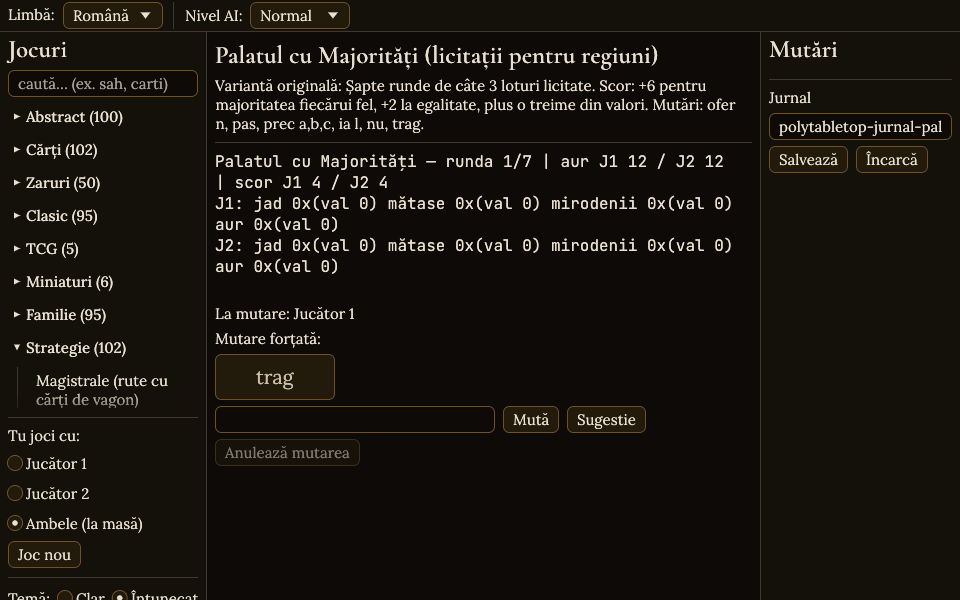 Limbă: Română Nivel AI: Normal
Jocuri
caută... (ex. sah, carti)
Abstract (100)
Cărți (102)
Zaruri (50)
Clasic (95)
TCG (5)
Miniaturi (6)
Familie (95)
Strategie (102)
Magistrale (rute cu
cărți de vagon)
Tu joci cu:
Jucător 1
Jucător 2
Ambele (la masă)
Joc nou
Temă: Clar Întunecat
Palatul cu Majorități (licitații pentru regiuni)
Variantă originală: Șapte runde de câte 3 loturi licitate. Scor: +6 pentru
majoritatea fiecărui fel, +2 la egalitate, plus o treime din valori. Mutări: ofer
n, pas, prec a,b,c, ia l, nu, trag.
Palatul cu Majorități — runda 1/7 | aur J1 12 / J2 12
| scor J1 4 / J2 4
J1: jad 0x(val 0) mătase 0x(val 0) mirodenii 0x(val 0)
aur 0x(val 0)
J2: jad 0x(val 0) mătase 0x(val 0) mirodenii 0x(val 0)
aur 0x(val 0)
La mutare: Jucător 1
Mutare forțată:
trag
Mută Sugestie
Anulează mutarea
Mutări
Jurnal
polytabletop-jurnal-pal
Salvează Încarcă